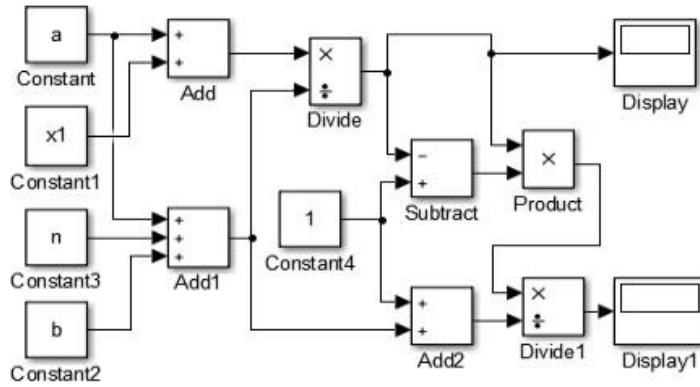 a
Constant
x1
Constant1
n
Constant3
b
Constant2
+
+
Add
+
+
+
Add1
×
÷
Divide
1
Constant4
−
+
Subtract
×
Product
+
+
Add2
×
÷
Divide1
Display
Display1